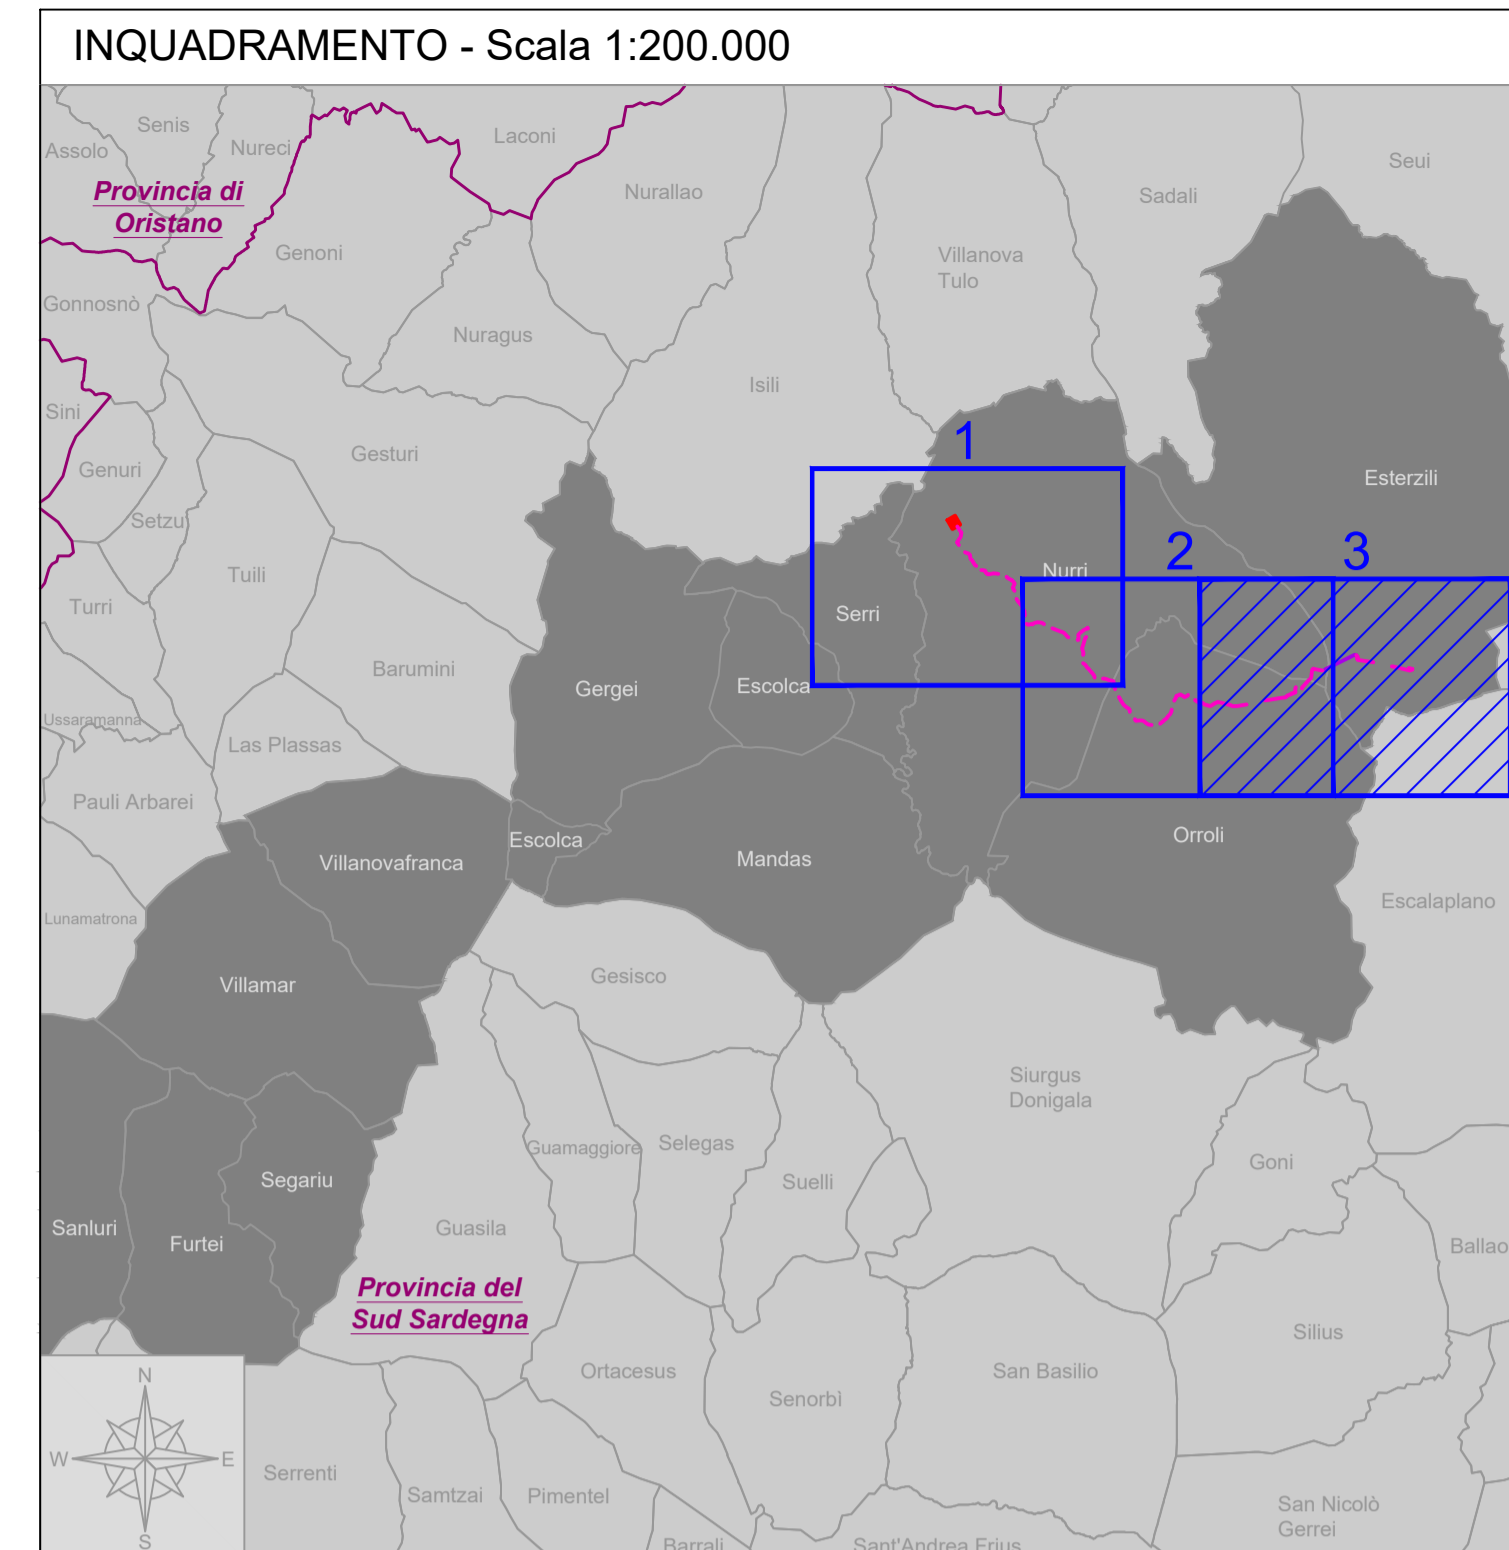 INQUADRAMENTO - Scala 1:200.000
Senis
Assolo
Nureci
Laconi
Seui
Provincia di
Oristano
Nurallao
Sadali
Genoni
Villanova
Tulo
Gonnosnò
Nuragus
Isili
Sini
Genuri
Gesturi
1
Esterzili
Setzu
2
3
Tuili
Nurri
Turri
Serri
Barumini
Gergei
Escolca
Ussaramanna
Las Plassas
Pauli Arbarei
Escolca
Orroli
Villanovafranca
Mandas
Lunamatrona
Escalaplano
Villamar
Gesisco
Siurgus
Donigala
Guamaggiore
Selegas
Goni
Segariu
Suelli
Sanluri
Furtei
Guasila
Ballao
Provincia del
Sud Sardegna
Silius
Ortacesus
San Basilio
Senorbì
N
W
E
S
Serrenti
Samtzai
Pimentel
San Nicolò
Gerrei
Barrali
Sant'Andrea Frius